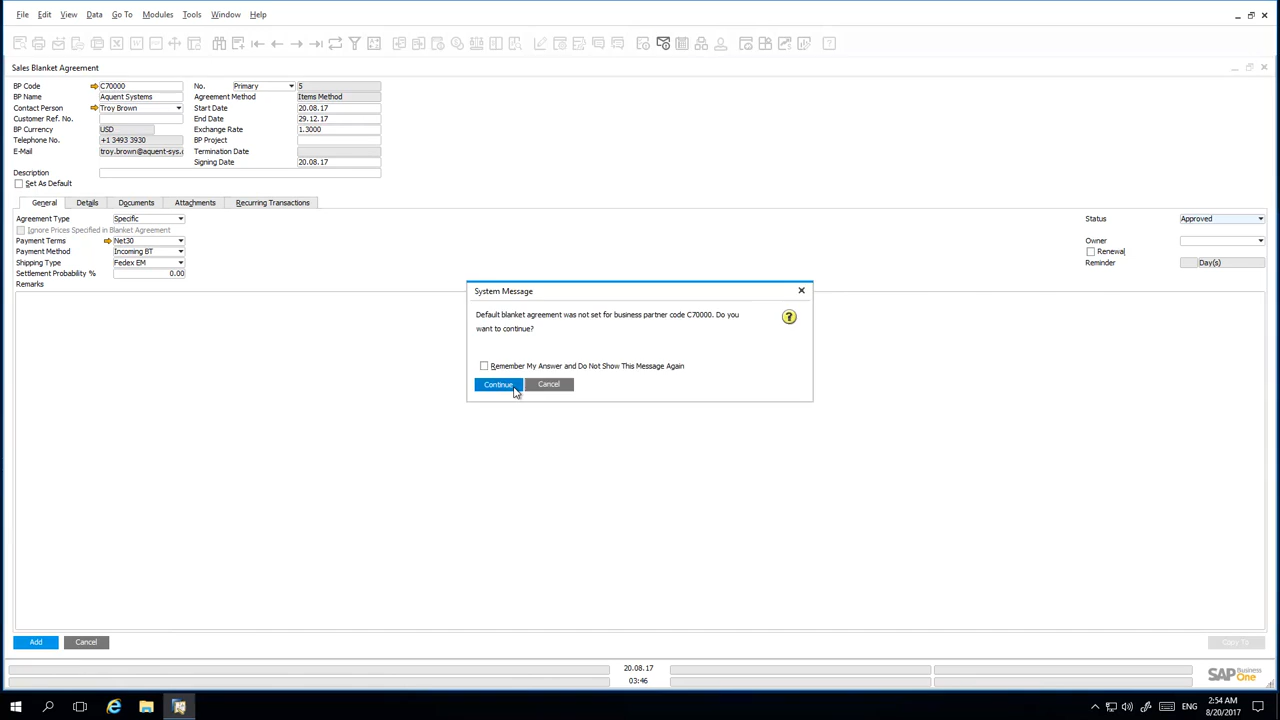 File Edit View Data Go To Modules Tools Window Help
Sales Blanket Agreement
BP Code C70000 No. Primary 5
BP Name Aquent Systems Agreement Method Items Method
Contact Person Troy Brown Start Date 20.08.17
Customer Ref. No. End Date 29.12.17
BP Currency USD Exchange Rate 1.3000
Telephone No. +1 3493 3930 BP Project
E-Mail troy.brown@aquent-sys. Termination Date
Signing Date 20.08.17
Description
Set As Default
General Details Documents Attachments Recurring Transactions
Agreement Type Specific Status Approved
Ignore Prices Specified in Blanket Agreement
Payment Terms Net30 Owner
Payment Method Incoming BT Renewal
Shipping Type Fedex EM Reminder Day(s)
Settlement Probability % 0.00
Remarks
System Message
Default blanket agreement was not set for business partner code C70000. Do you
want to continue?
Remember My Answer and Do Not Show This Message Again
Continue Cancel
Add Cancel Copy To
20.08.17
03:46
SAP Business One
ENG 2:54 AM
8/20/2017